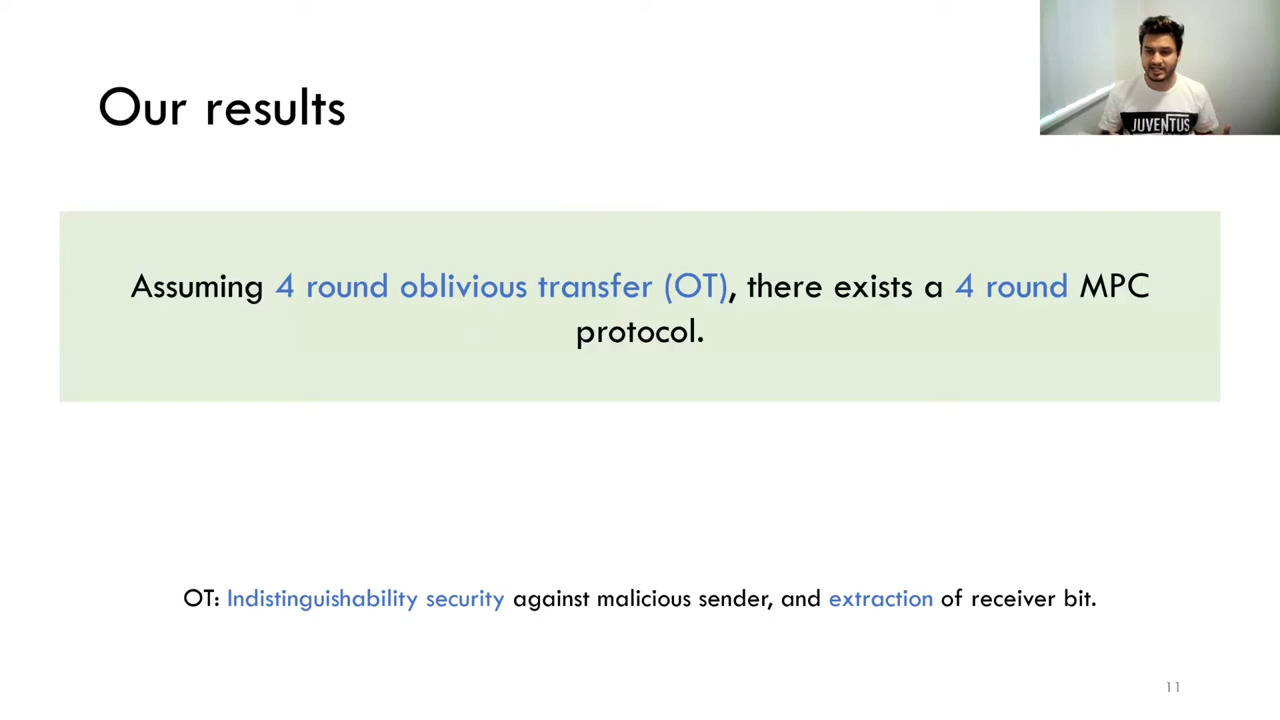 Our results
JUVENTUS
Assuming 4 round oblivious transfer (OT), there exists a 4 round MPC
protocol.
OT: Indistinguishability security against malicious sender, and extraction of receiver bit.
11